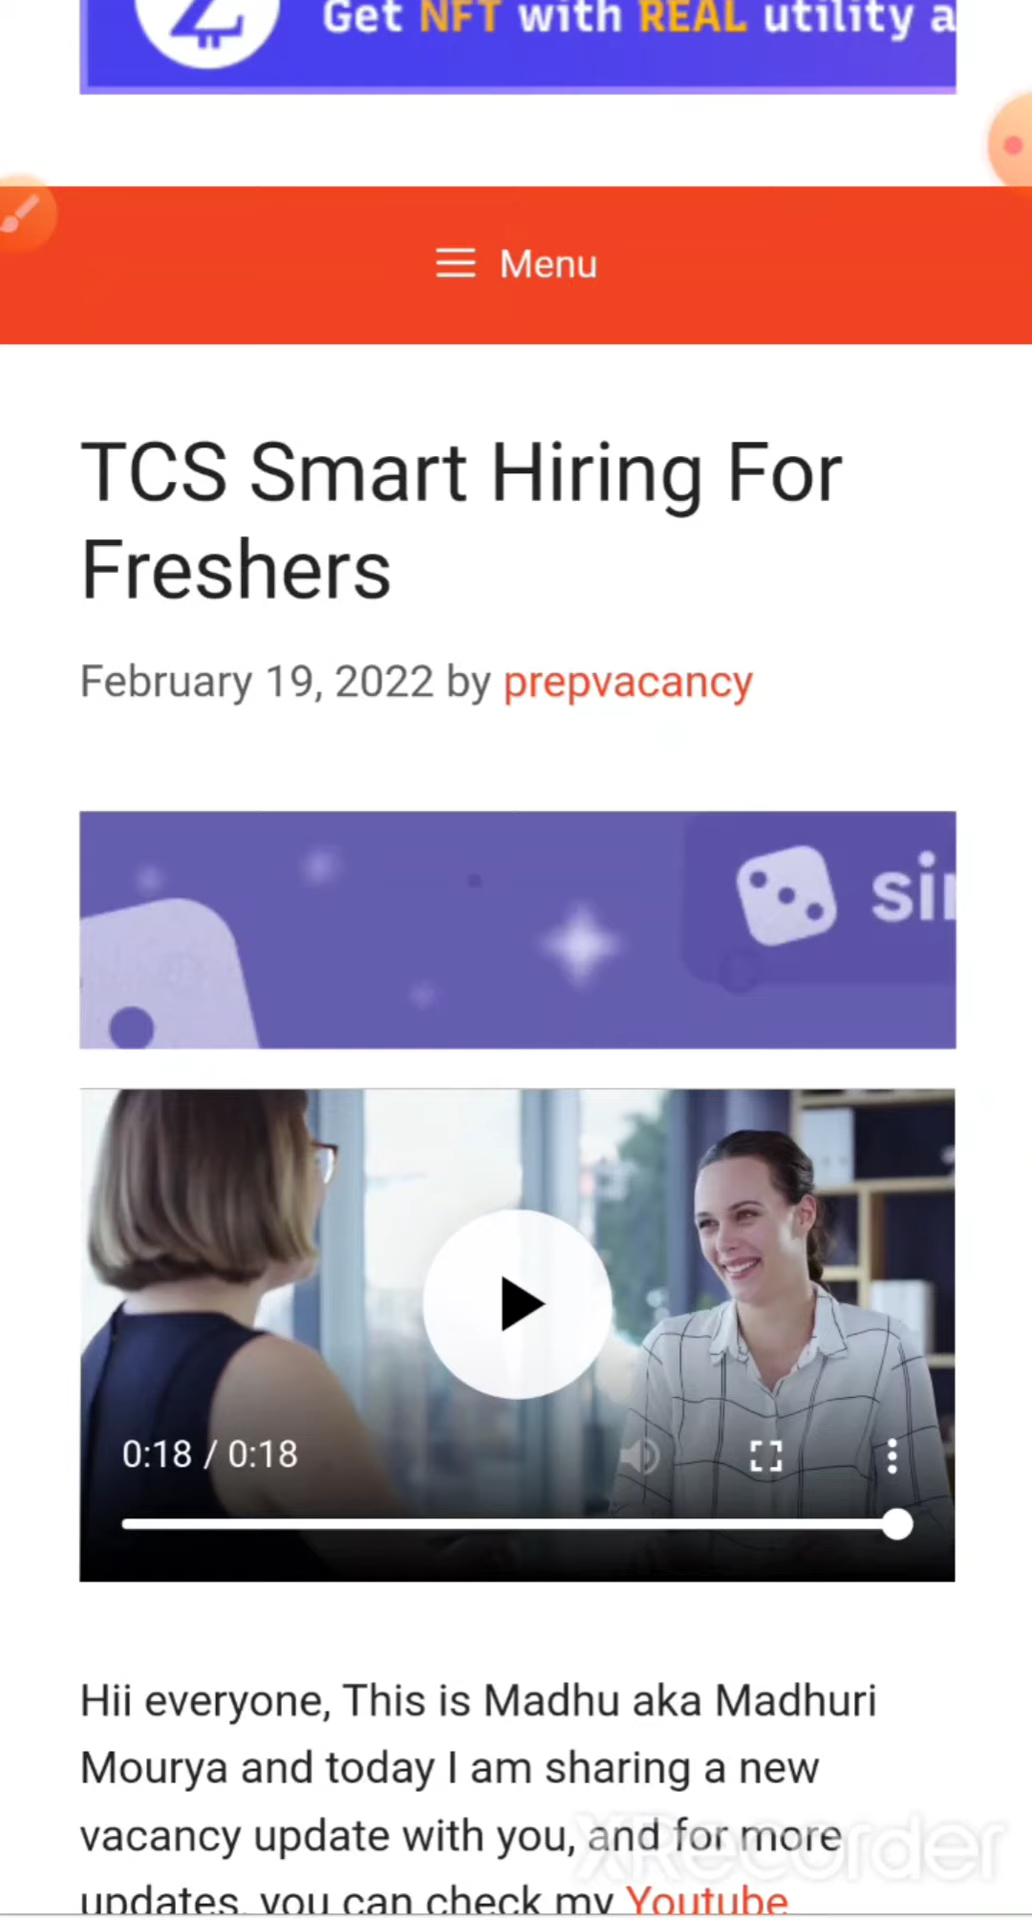 Get NFT with REAL utility a
Menu
TCS Smart Hiring For
Freshers
February 19, 2022 by prepvacancy
0:18 / 0:18
Hii everyone, This is Madhu aka Madhuri
Mourya and today I am sharing a new
vacancy update with you, and for more
updates, you can check my Youtube
XRecorder